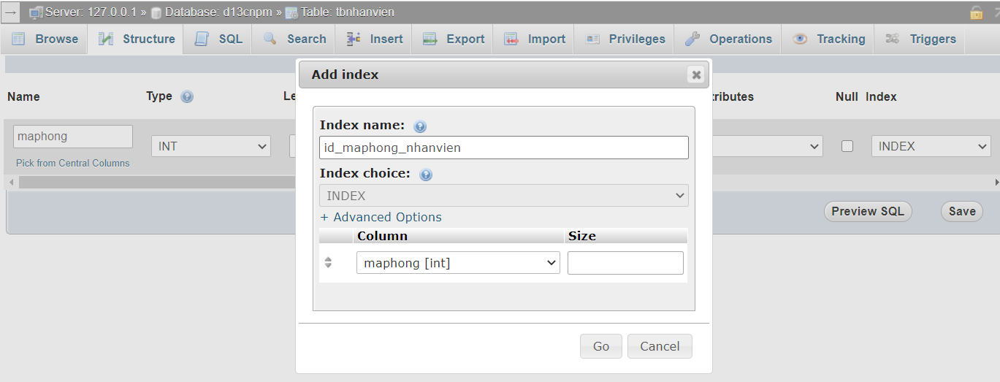 Server: 127.0.0.1 » Database: d13cnpm » Table: tbnhanvien
Browse Structure SQL Search Insert Export Import Privileges Operations Tracking Triggers
Add index
Name Type Le tributes Null Index
Index name:
maphong
id_maphong_nhanvien
INT INDEX
Pick from Central Columns
Index choice:
INDEX
+ Advanced Options
Preview SQL Save
Column Size
maphong [int]
Go Cancel